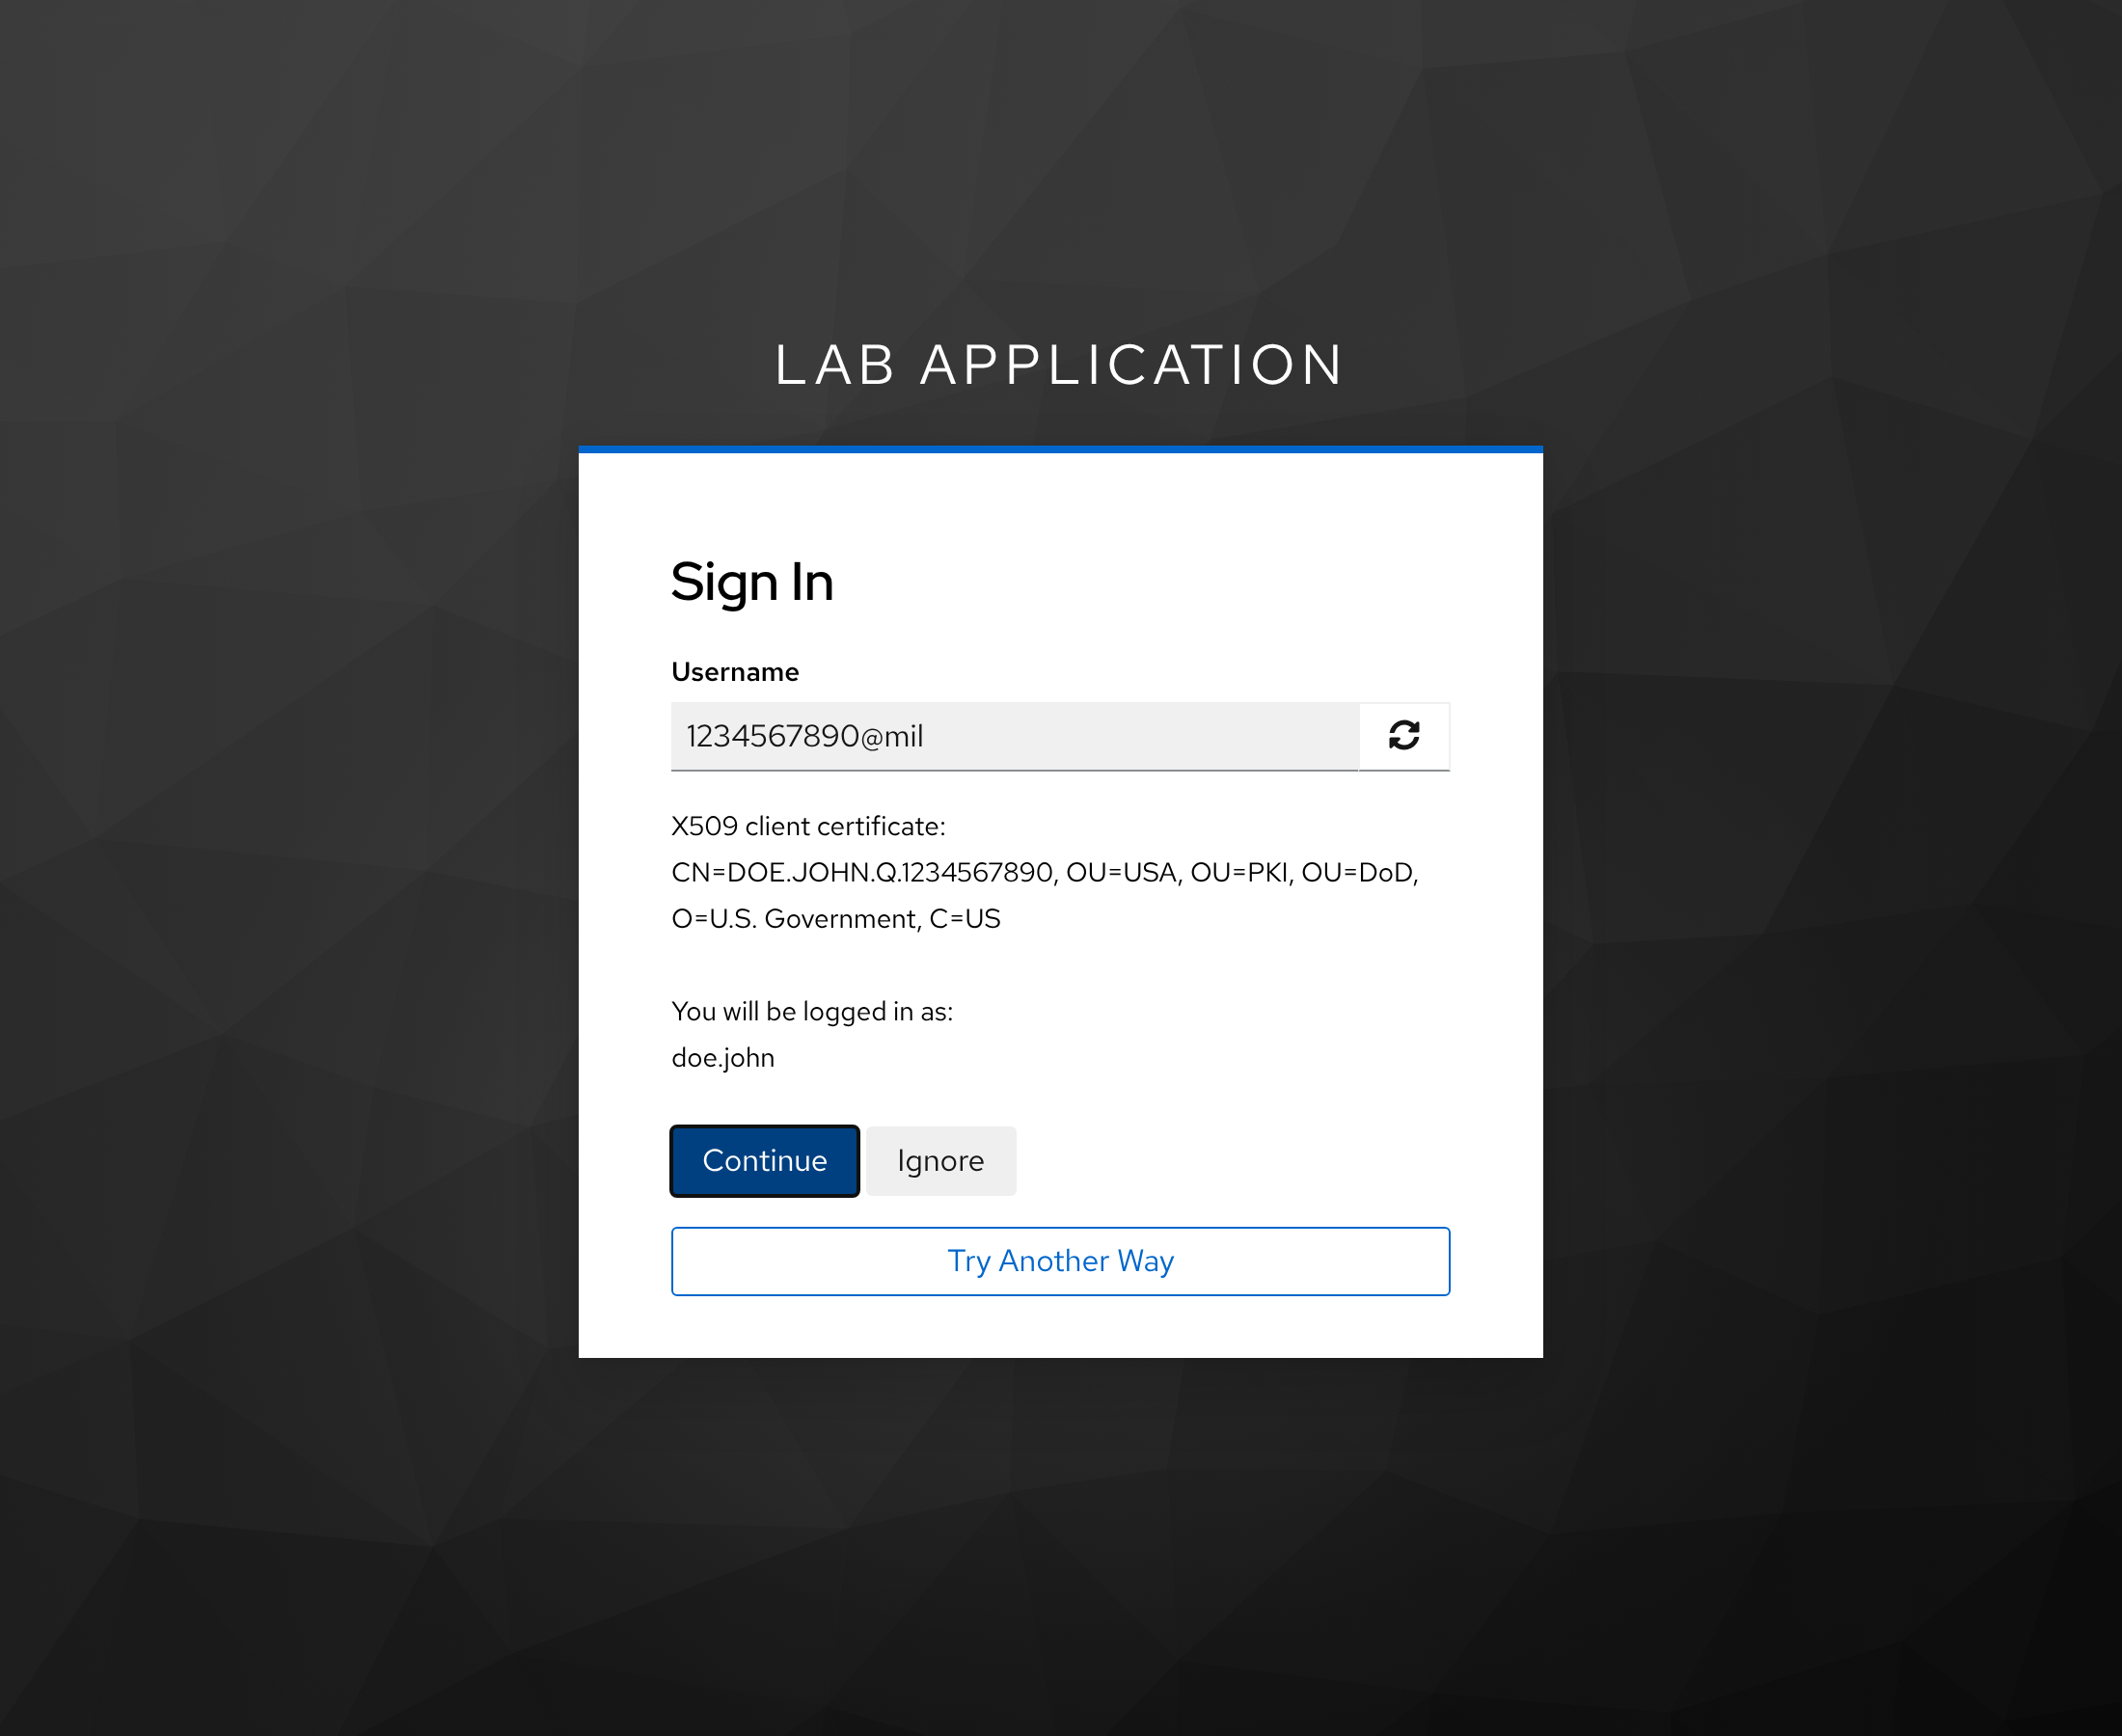 LAB APPLICATION
Sign In
Username
1234567890@mil
X509 client certificate:
CN=DOE.JOHN.Q.1234567890, OU=USA, OU=PKI, OU=DoD,
O=U.S. Government, C=US
You will be logged in as:
doe.john
Continue
Ignore
Try Another Way